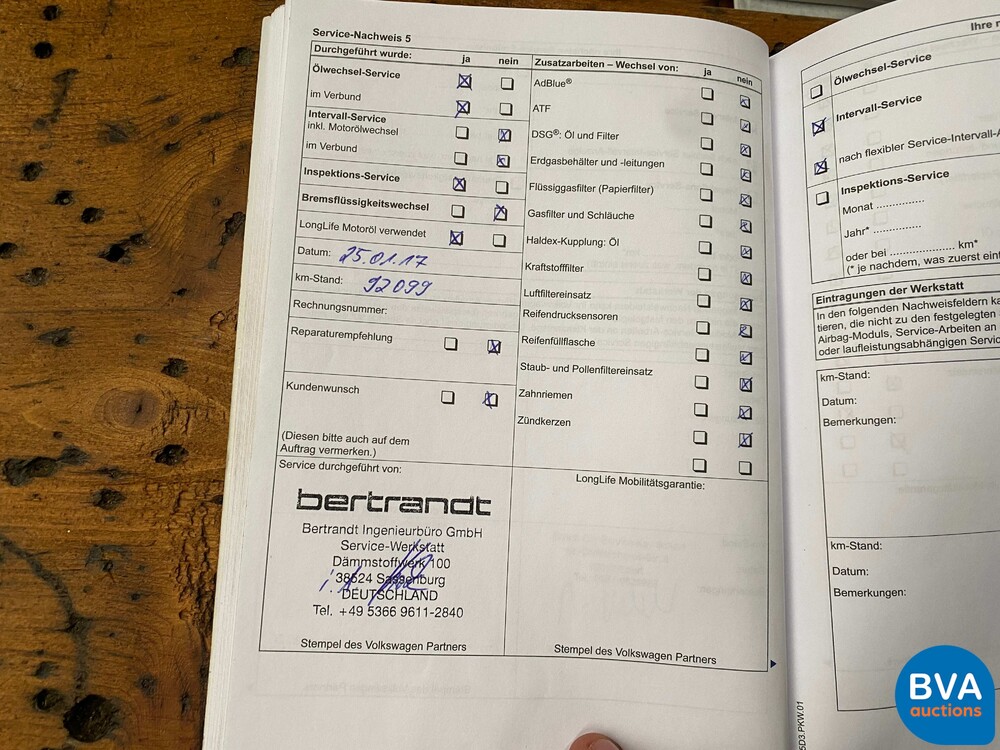 Service-Nachweis 5
Durchgeführt wurde: ja nein
Ölwechsel-Service
im Verbund
Intervall-Service
inkl. Motorölwechsel
im Verbund
Inspektions-Service
Bremsflüssigkeitswechsel
LongLife Motoröl verwendet
Datum: 25.01.17
km-Stand: 92099
Rechnungsnummer:
Reparaturempfehlung
Kundenwunsch
(Diesen bitte auch auf dem
Auftrag vermerken.)
Service durchgeführt von:
bertrandt
Bertrandt Ingenieurbüro GmbH
Service-Werkstatt
Dämmstoffwerk 100
38524 Sassenburg
DEUTSCHLAND
Tel. +49 5366 9611-2840
Stempel des Volkswagen Partners
Zusatzarbeiten – Wechsel von: ja nein
AdBlue®
ATF
DSG®: Öl und Filter
Erdgasbehälter und -leitungen
Flüssiggasfilter (Papierfilter)
Gasfilter und Schläuche
Haldex-Kupplung: Öl
Kraftstofffilter
Luftfiltereinsatz
Reifendrucksensoren
Reifenfüllflasche
Staub- und Pollenfiltereinsatz
Zahnriemen
Zündkerzen
LongLife Mobilitätsgarantie:
Stempel des Volkswagen Partners
Ihre
Ölwechsel-Service
Intervall-Service
nach flexibler Service-Intervall-
Inspektions-Service
Monat ...............
Jahr* ...............
oder bei .................... km*
(* je nachdem, was zuerst
Eintragungen der Werkstatt
In den folgenden Nachweisfeldern
tieren, die nicht zu den festgelegten
Airbag-Moduls, Service-Arbeiten an
oder laufleistungsabhängigen
km-Stand:
Datum:
Bemerkungen:
km-Stand:
Datum:
Bemerkungen:
5D3.PKW.01
BVA
auctions